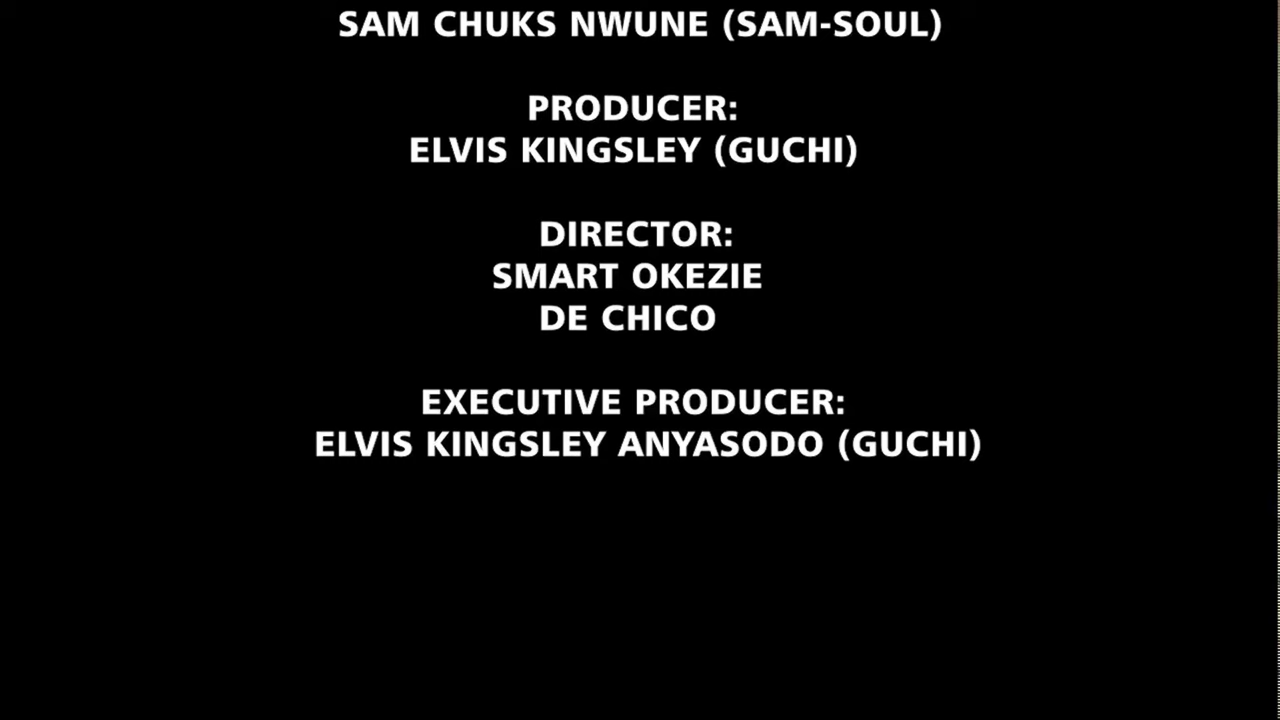 SAM CHUKS NWUNE (SAM-SOUL)
PRODUCER:
ELVIS KINGSLEY (GUCHI)
DIRECTOR:
SMART OKEZIE
DE CHICO
EXECUTIVE PRODUCER:
ELVIS KINGSLEY ANYASODO (GUCHI)